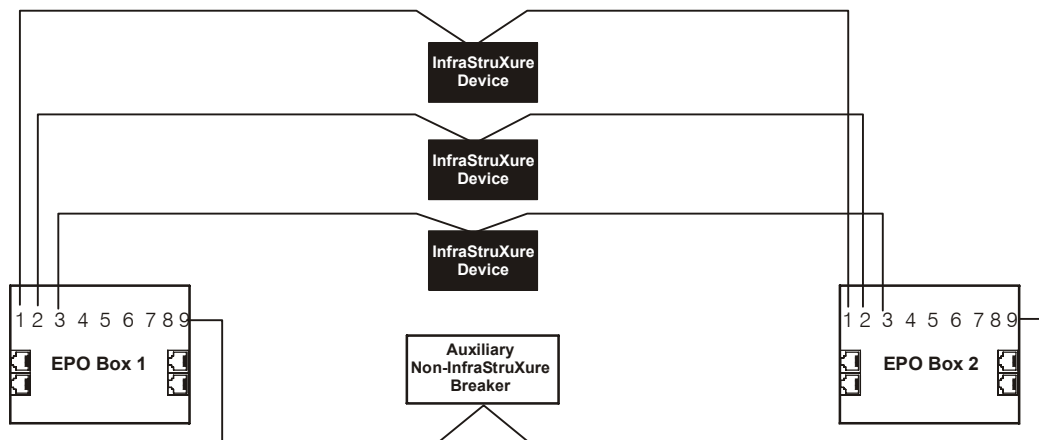 InfraStruXure
Device
InfraStruXure
Device
InfraStruXure
Device
1 2 3 4 5 6 7 8 9
EPO Box 1
Auxiliary
Non-InfraStruXure
Breaker
1 2 3 4 5 6 7 8 9
EPO Box 2